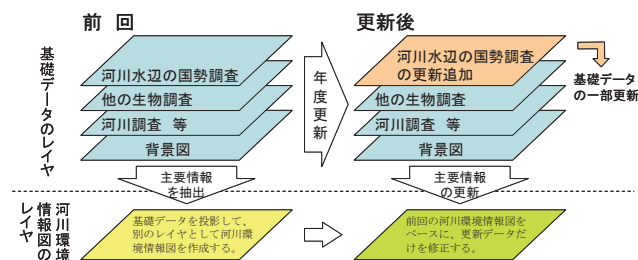 前 回
更新後
基礎データのレイヤ
河川水辺の国勢調査
他の生物調査
河川調査 等
背景図
年度更新
河川水辺の国勢調査
の更新追加
他の生物調査
河川調査 等
背景図
基礎データ
の一部更新
主要情報
を抽出
主要情報
の更新
河川環境
情報図の
レイヤ
基礎データを投影して、
別のレイヤとして河川環
境情報図を作成する。
前回の河川環境情報図を
ベースに、更新データだ
けを修正する。